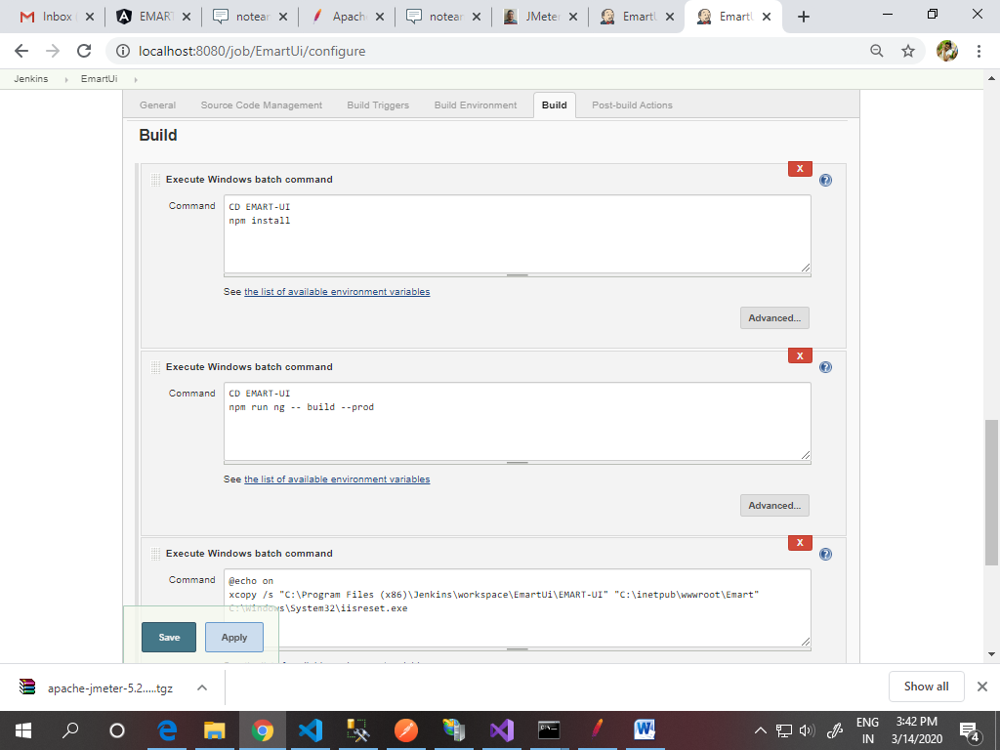 Inbox
EMART
notear
Apach
notear
JMeter
EmartU
EmartU
localhost:8080/job/EmartUi/configure
Jenkins
EmartUi
General
Source Code Management
Build Triggers
Build Environment
Build
Post-build Actions
Build
X
Execute Windows batch command
?
Command
CD EMART-UI
npm install
See the list of available environment variables
Advanced...
X
Execute Windows batch command
?
Command
CD EMART-UI
npm run ng -- build --prod
See the list of available environment variables
Advanced...
X
Execute Windows batch command
?
Command
@echo on
xcopy /s "C:\Program Files (x86)\Jenkins\workspace\EmartUi\EMART-UI" "C:\inetpub\wwwroot\Emart"
C:\Windows\System32\iisreset.exe
Save
Apply
apache-jmeter-5.2.....tgz
Show all
ENG
IN
3:42 PM
3/14/2020
4